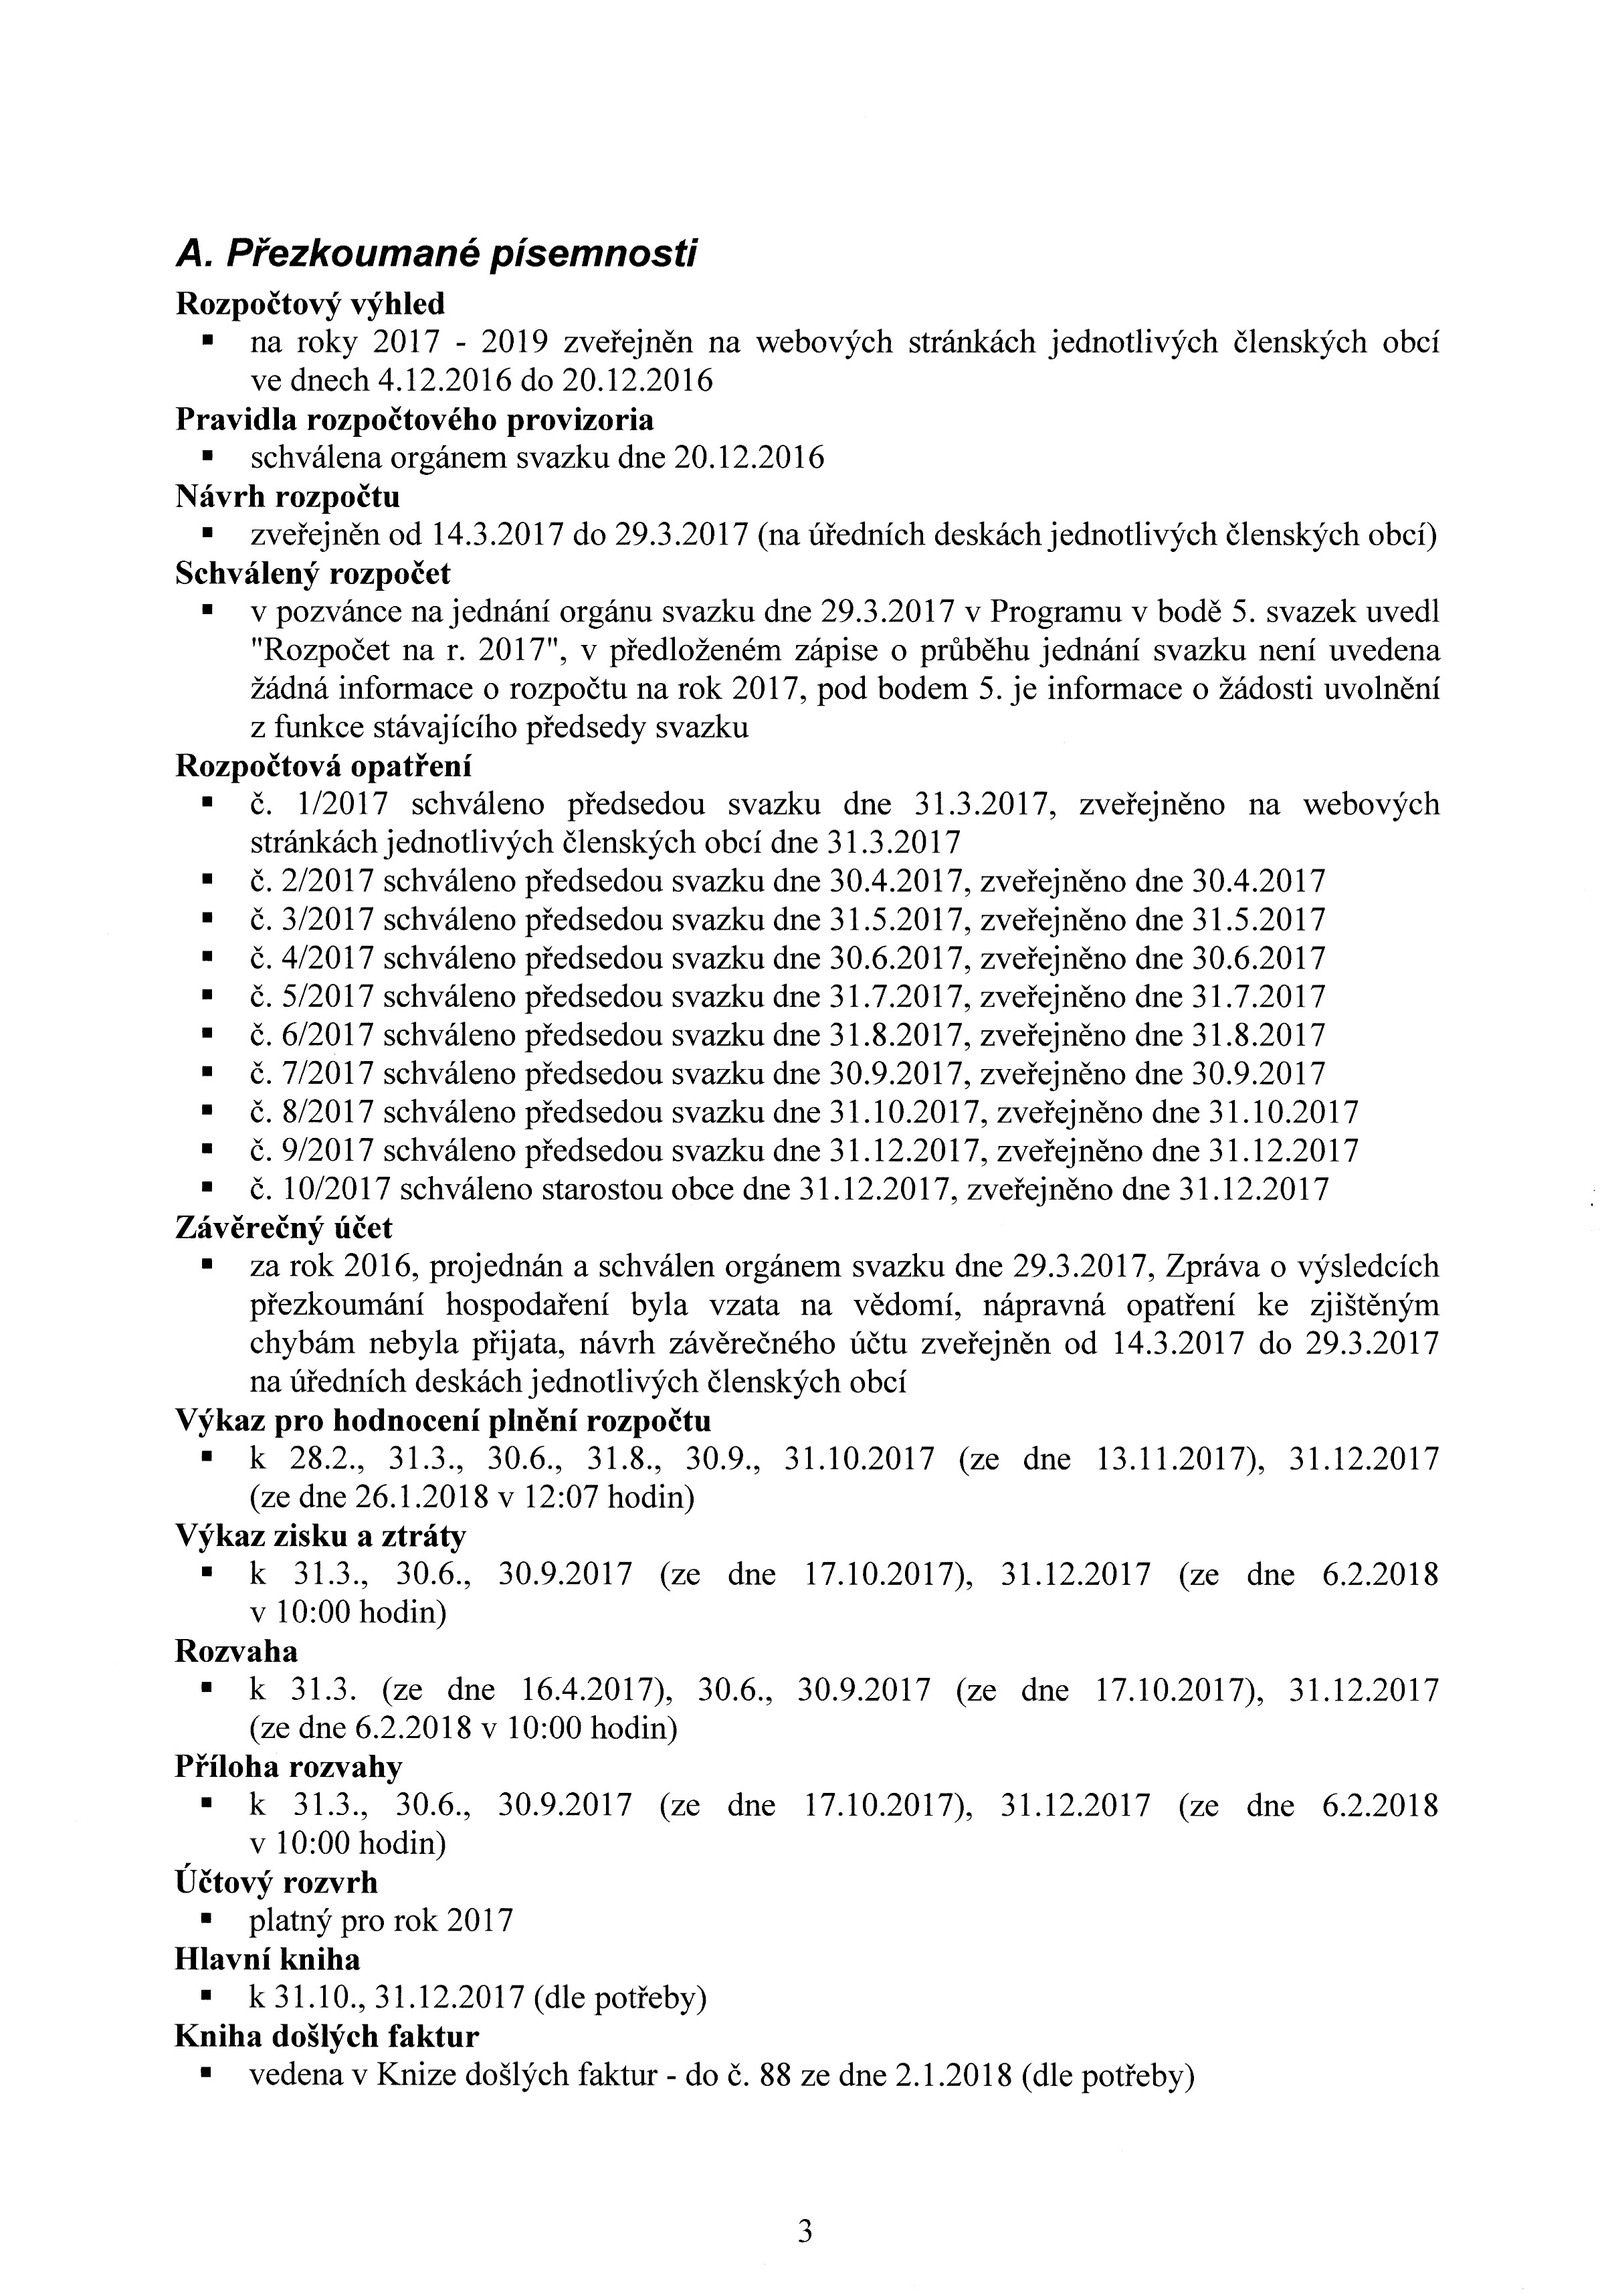 A. Přezkoumané písemnosti
Rozpočtový výhled
▪ na roky 2017 - 2019 zveřejněn na webových stránkách jednotlivých členských obcí
ve dnech 4.12.2016 do 20.12.2016
Pravidla rozpočtového provizoria
▪ schválena orgánem svazku dne 20.12.2016
Návrh rozpočtu
▪ zveřejněn od 14.3.2017 do 29.3.2017 (na úředních deskách jednotlivých členských obcí)
Schválený rozpočet
▪ v pozvánce na jednání orgánu svazku dne 29.3.2017 v Programu v bodě 5. svazek uvedl
"Rozpočet na r. 2017", v předloženém zápise o průběhu jednání svazku není uvedena
žádná informace o rozpočtu na rok 2017, pod bodem 5. je informace o žádosti uvolnění
z funkce stávajícího předsedy svazku
Rozpočtová opatření
▪ č. 1/2017 schváleno předsedou svazku dne 31.3.2017, zveřejněno na webových
stránkách jednotlivých členských obcí dne 31.3.2017
▪ č. 2/2017 schváleno předsedou svazku dne 30.4.2017, zveřejněno dne 30.4.2017
▪ č. 3/2017 schváleno předsedou svazku dne 31.5.2017, zveřejněno dne 31.5.2017
▪ č. 4/2017 schváleno předsedou svazku dne 30.6.2017, zveřejněno dne 30.6.2017
▪ č. 5/2017 schváleno předsedou svazku dne 31.7.2017, zveřejněno dne 31.7.2017
▪ č. 6/2017 schváleno předsedou svazku dne 31.8.2017, zveřejněno dne 31.8.2017
▪ č. 7/2017 schváleno předsedou svazku dne 30.9.2017, zveřejněno dne 30.9.2017
▪ č. 8/2017 schváleno předsedou svazku dne 31.10.2017, zveřejněno dne 31.10.2017
▪ č. 9/2017 schváleno předsedou svazku dne 31.12.2017, zveřejněno dne 31.12.2017
▪ č. 10/2017 schváleno starostou obce dne 31.12.2017, zveřejněno dne 31.12.2017
Závěrečný účet
▪ za rok 2016, projednán a schválen orgánem svazku dne 29.3.2017, Zpráva o výsledcích
přezkoumání hospodaření byla vzata na vědomí, nápravná opatření ke zjištěným
chybám nebyla přijata, návrh závěrečného účtu zveřejněn od 14.3.2017 do 29.3.2017
na úředních deskách jednotlivých členských obcí
Výkaz pro hodnocení plnění rozpočtu
▪ k 28.2., 31.3., 30.6., 31.8., 30.9., 31.10.2017 (ze dne 13.11.2017), 31.12.2017
(ze dne 26.1.2018 v 12:07 hodin)
Výkaz zisku a ztráty
▪ k 31.3., 30.6., 30.9.2017 (ze dne 17.10.2017), 31.12.2017 (ze dne 6.2.2018
v 10:00 hodin)
Rozvaha
▪ k 31.3. (ze dne 16.4.2017), 30.6., 30.9.2017 (ze dne 17.10.2017), 31.12.2017
(ze dne 6.2.2018 v 10:00 hodin)
Příloha rozvahy
▪ k 31.3., 30.6., 30.9.2017 (ze dne 17.10.2017), 31.12.2017 (ze dne 6.2.2018
v 10:00 hodin)
Účtový rozvrh
▪ platný pro rok 2017
Hlavní kniha
▪ k 31.10., 31.12.2017 (dle potřeby)
Kniha došlých faktur
▪ vedena v Knize došlých faktur - do č. 88 ze dne 2.1.2018 (dle potřeby)
3